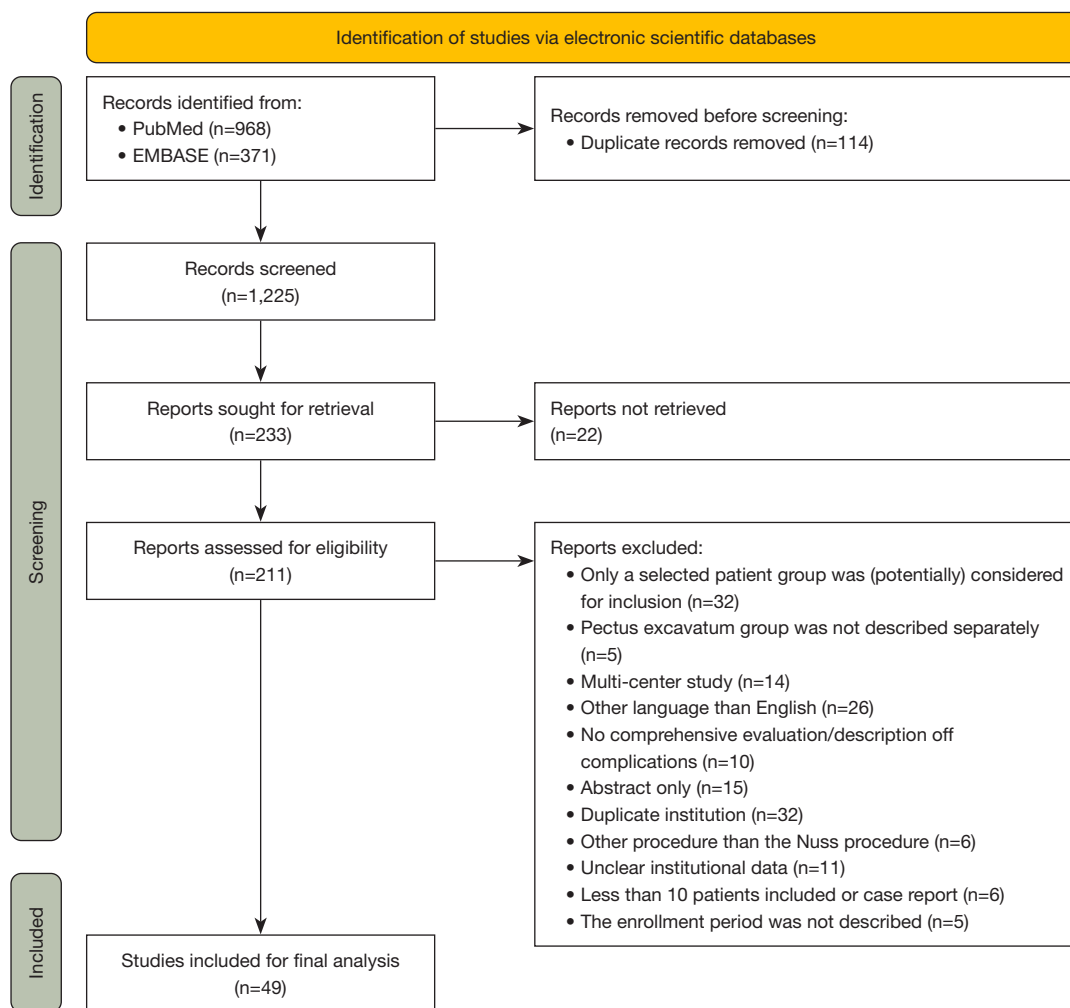 Identification of studies via electronic scientific databases
Identification
Records identified from:
• PubMed (n=968)
• EMBASE (n=371)
Records removed before screening:
• Duplicate records removed (n=114)
Screening
Records screened
(n=1,225)
Reports sought for retrieval
(n=233)
Reports not retrieved
(n=22)
Reports assessed for eligibility
(n=211)
Reports excluded:
• Only a selected patient group was (potentially) considered
for inclusion (n=32)
• Pectus excavatum group was not described separately
(n=5)
• Multi-center study (n=14)
• Other language than English (n=26)
• No comprehensive evaluation/description off
complications (n=10)
• Abstract only (n=15)
• Duplicate institution (n=32)
• Other procedure than the Nuss procedure (n=6)
• Unclear institutional data (n=11)
• Less than 10 patients included or case report (n=6)
• The enrollment period was not described (n=5)
Included
Studies included for final analysis
(n=49)